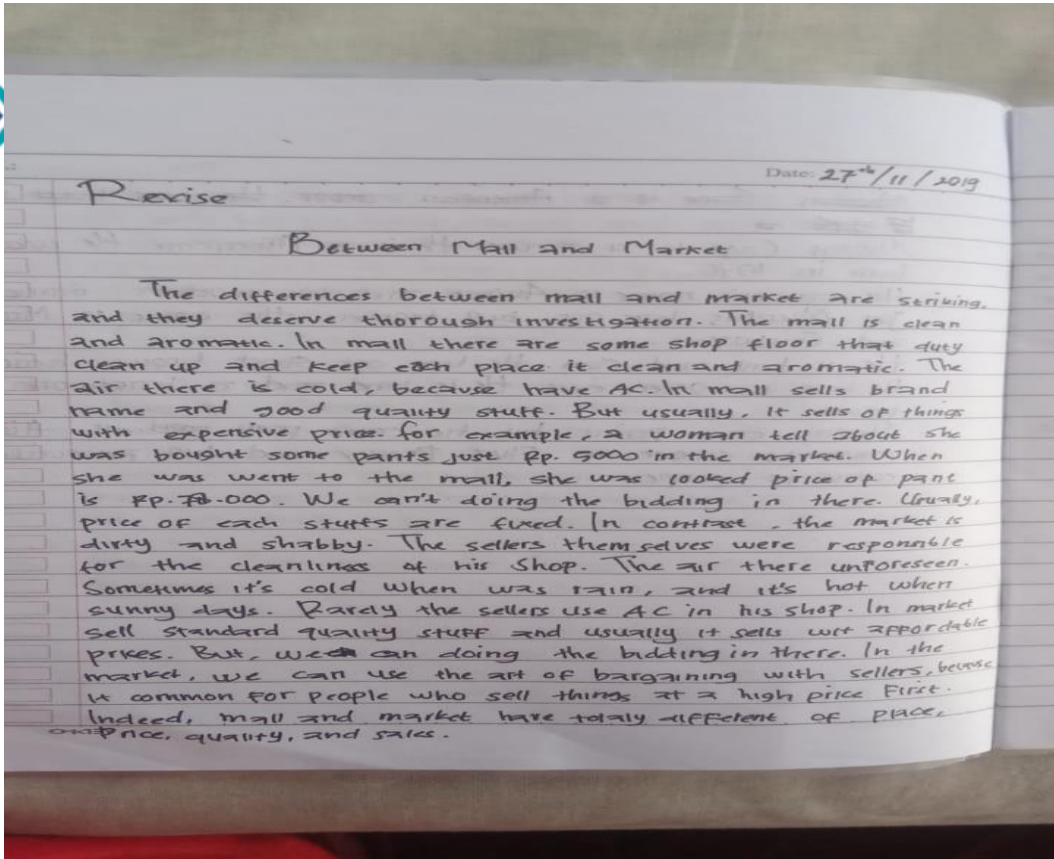 Date: 27th/11/2019
Revise
Between Mall and Market
The differences between mall and market are striking.
and they deserve thorough investigation. The mall is clean
and aromatic. In mall there are some shop floor that duty
clean up and keep each place it clean and aromatic. The
air there is cold, because have AC. In mall sells brand
name and good quality stuff. But usually, it sells of things
with expensive price. for example, a woman tell about she
was bought some pants just Rp. 5000 in the market. When
she was went to the mall, she was looked price of pant
is Rp. .000. We can't doing the bidding in there. Usually,
price of each stuffs are fixed. In contrast, the market is
dirty and shabby. The sellers them selves were responsible
for the cleanliness of his shop. The air there unforeseen.
Sometimes it's cold when was rain, and it's hot when
sunny days. Rarely the sellers use AC in his shop. In market
sell standard quality stuff and usually it sells wit affordable
prices. But, we can doing the bidding in there. In the
market, we can use the art of bargaining with sellers, because
it common for people who sell things at a high price first.
Indeed, mall and market have totaly different of place,
Price, quality, and sales.